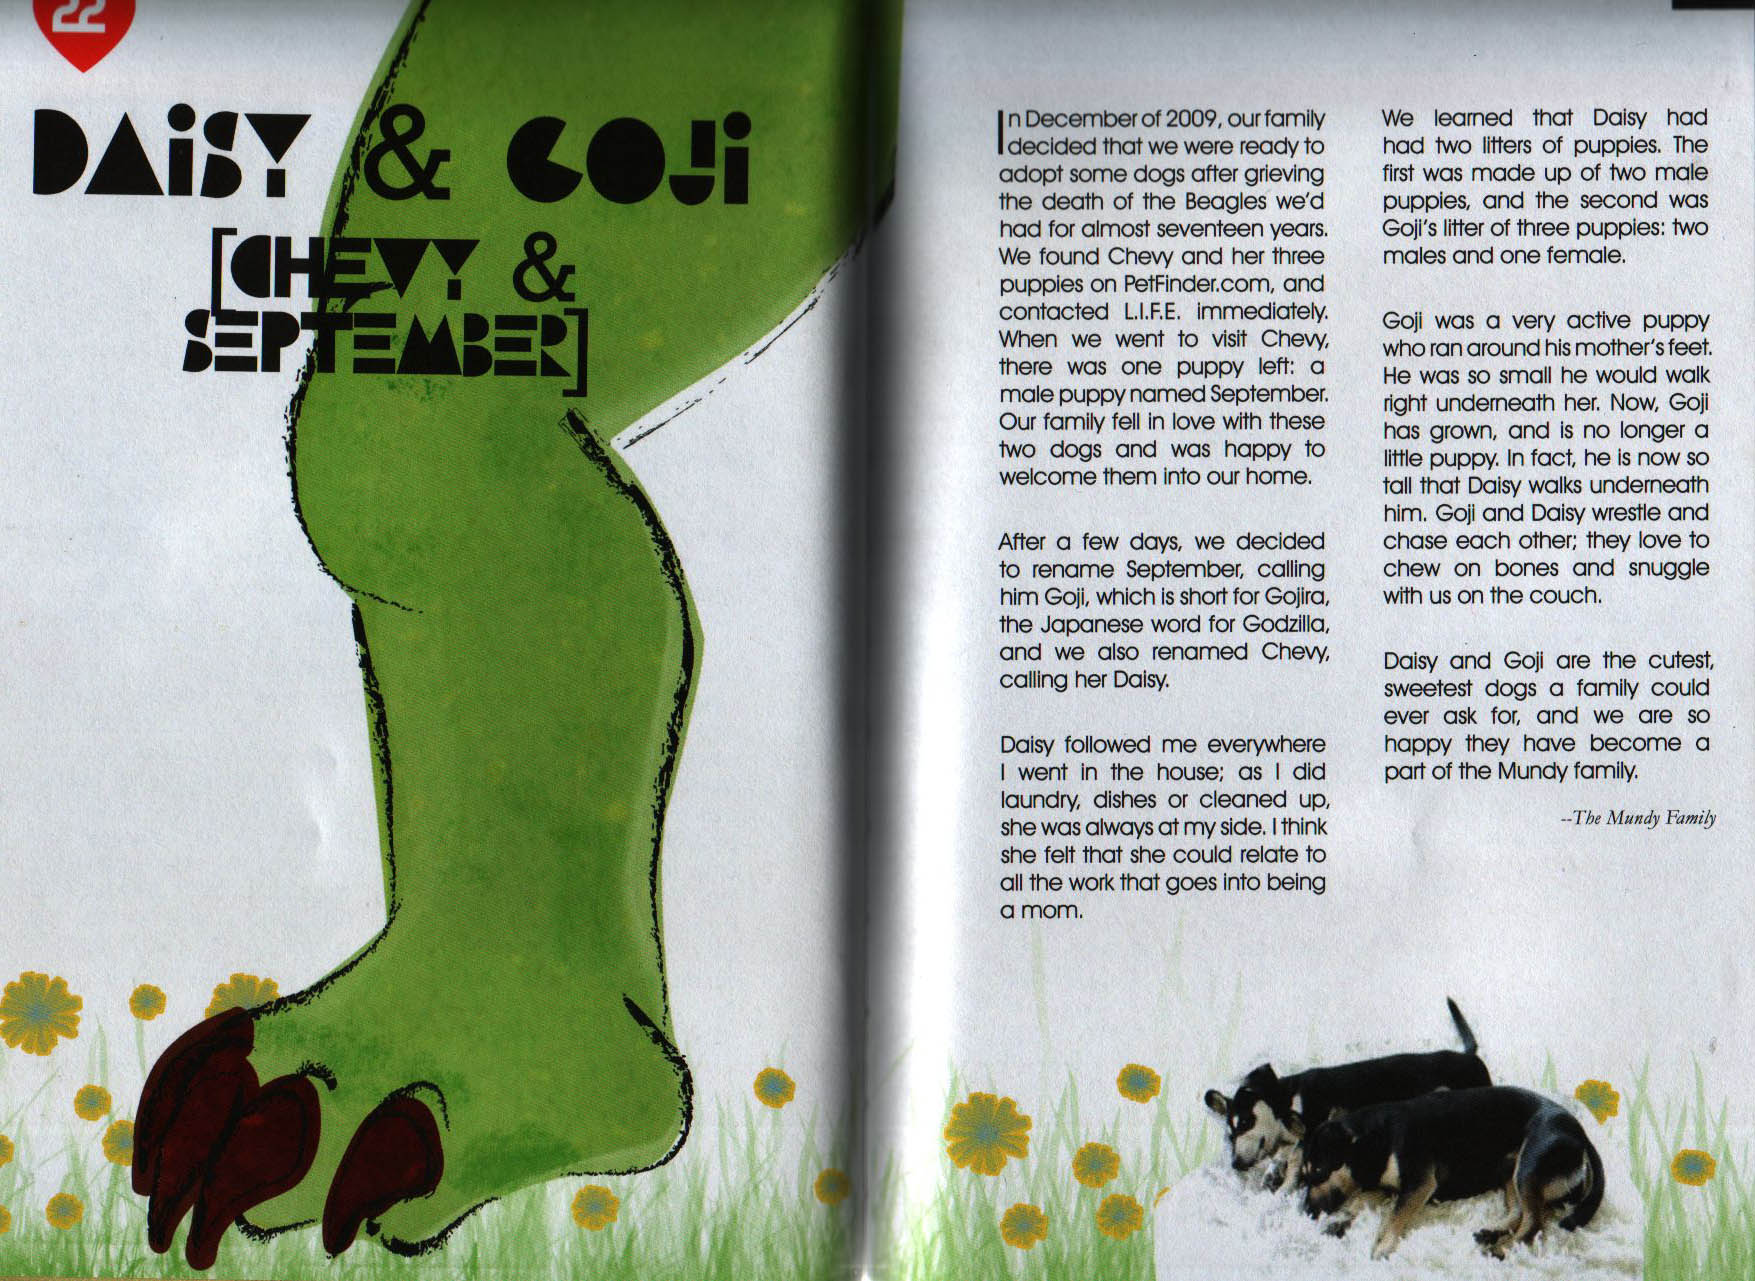 22
DAISY & GOJI
[CHEVY &
SEPTEMBER]
In December of 2009, our family
decided that we were ready to
adopt some dogs after grieving
the death of the Beagles we'd
had for almost seventeen years.
We found Chevy and her three
puppies on PetFinder.com, and
contacted L.I.F.E. immediately.
When we went to visit Chevy,
there was one puppy left: a
male puppy named September.
Our family fell in love with these
two dogs and was happy to
welcome them into our home.
After a few days, we decided
to rename September, calling
him Goji, which is short for Gojira,
the Japanese word for Godzilla,
and we also renamed Chevy,
calling her Daisy.
Daisy followed me everywhere
I went in the house; as I did
laundry, dishes or cleaned up,
she was always at my side. I think
she felt that she could relate to
all the work that goes into being
a mom.
We learned that Daisy had
had two litters of puppies. The
first was made up of two male
puppies, and the second was
Goji's litter of three puppies: two
males and one female.
Goji was a very active puppy
who ran around his mother's feet.
He was so small he would walk
right underneath her. Now, Goji
has grown, and is no longer a
little puppy. In fact, he is now so
tall that Daisy walks underneath
him. Goji and Daisy wrestle and
chase each other; they love to
chew on bones and snuggle
with us on the couch.
Daisy and Goji are the cutest,
sweetest dogs a family could
ever ask for, and we are so
happy they have become a
part of the Mundy family.
--The Mundy Family